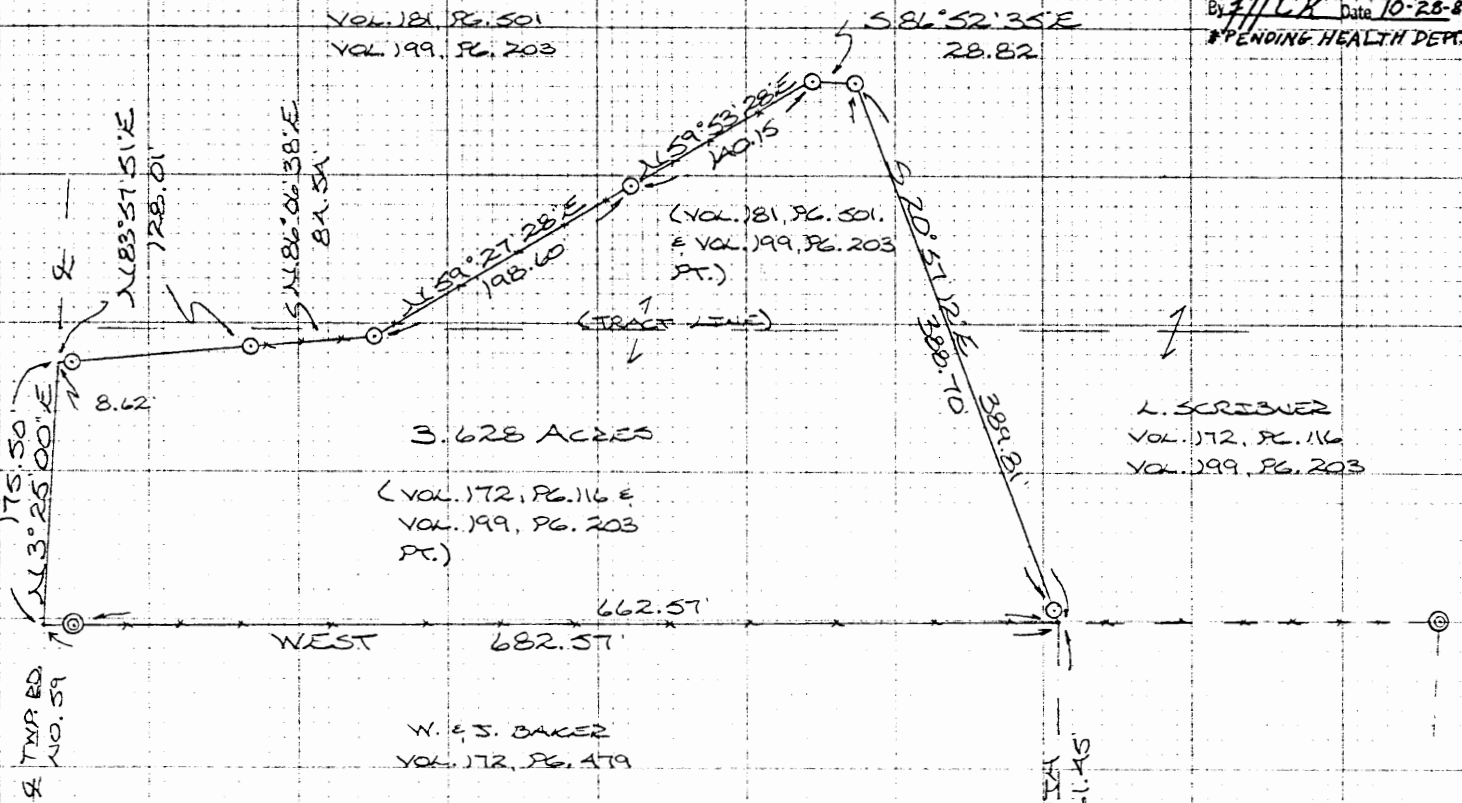 VOL. 181, PG. 501
VOL. 199, PG. 203
S 86° 52' 35" E
28.82
Date 10-28-8
*PENDING HEALTH DEPT.
N 83° 57' 51" E
128.01'
N 86° 06' 38" E
84.54'
N 59° 27' 28" E
198.60
N 59° 53' 28" E
140.15
(VOL. 181, PG. 501.
& VOL. 199, PG. 203
PT.)
(TRACT LINE)
S 20° 57' 12" E
388.70'
389.81'
175.50'
N 3° 25' 00" E
8.62'
3.628 ACRES
(VOL. 172, PG. 116 &
VOL. 199, PG. 203
PT.)
L. SCRIBNER
VOL. 172, PG. 116
VOL. 199, PG. 203
662.57'
WEST 682.57'
℄ TWP. RD.
NO. 59
W. & J. BAKER
VOL. 172, PG. 479
1.45'